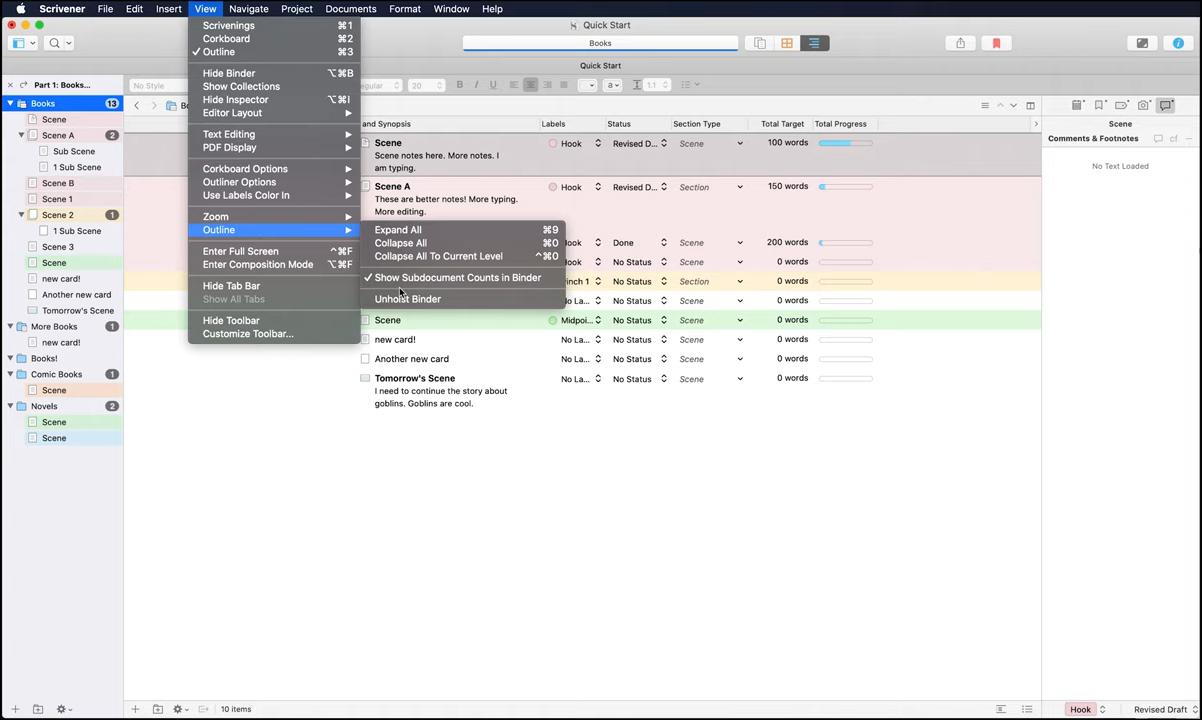 Scrivener File Edit Insert View Navigate Project Documents Format Window Help
Quick Start
Books
Quick Start
Scrivenings ⌘1
Corkboard ⌘2
✓ Outline ⌘3
Hide Binder ⌥⌘B
Show Collections
Hide Inspector ⌥⌘I
Editor Layout
Text Editing
PDF Display
Corkboard Options
Outliner Options
Use Labels Color In
Zoom
Outline
Enter Full Screen ^⌘F
Enter Composition Mode ⌥⌘F
Hide Tab Bar
Show All Tabs
Hide Toolbar
Customize Toolbar...
Expand All ⌘9
Collapse All ⌘0
Collapse All To Current Level ^⌘0
✓ Show Subdocument Counts in Binder
Unhoist Binder
Part 1: Books...
No Style
20
B I U
a
1.1
Books 13
Scene
Scene A 2
Sub Scene
1 Sub Scene
Scene B
Scene 1
Scene 2 1
1 Sub Scene
Scene 3
Scene
new card!
Another new card
Tomorrow's Scene
More Books 1
new card!
Books!
Comic Books 1
Scene
Novels 2
Scene
Scene
and Synopsis Labels Status Section Type Total Target Total Progress
Scene Hook Revised D... Scene 100 words
Scene notes here. More notes. I
am typing.
Scene A Hook Revised D... Section 150 words
These are better notes! More typing.
More editing.
Done Scene 200 words
No Status Scene 0 words
No Status Section 0 words
No La... No Status Scene 0 words
Scene Midpoi... No Status Scene 0 words
new card! No La... No Status Scene 0 words
Another new card No La... No Status Scene 0 words
Tomorrow's Scene No La... No Status Scene 0 words
I need to continue the story about
goblins. Goblins are cool.
10 items
Scene
Comments & Footnotes cf
No Text Loaded
Hook Revised Draft